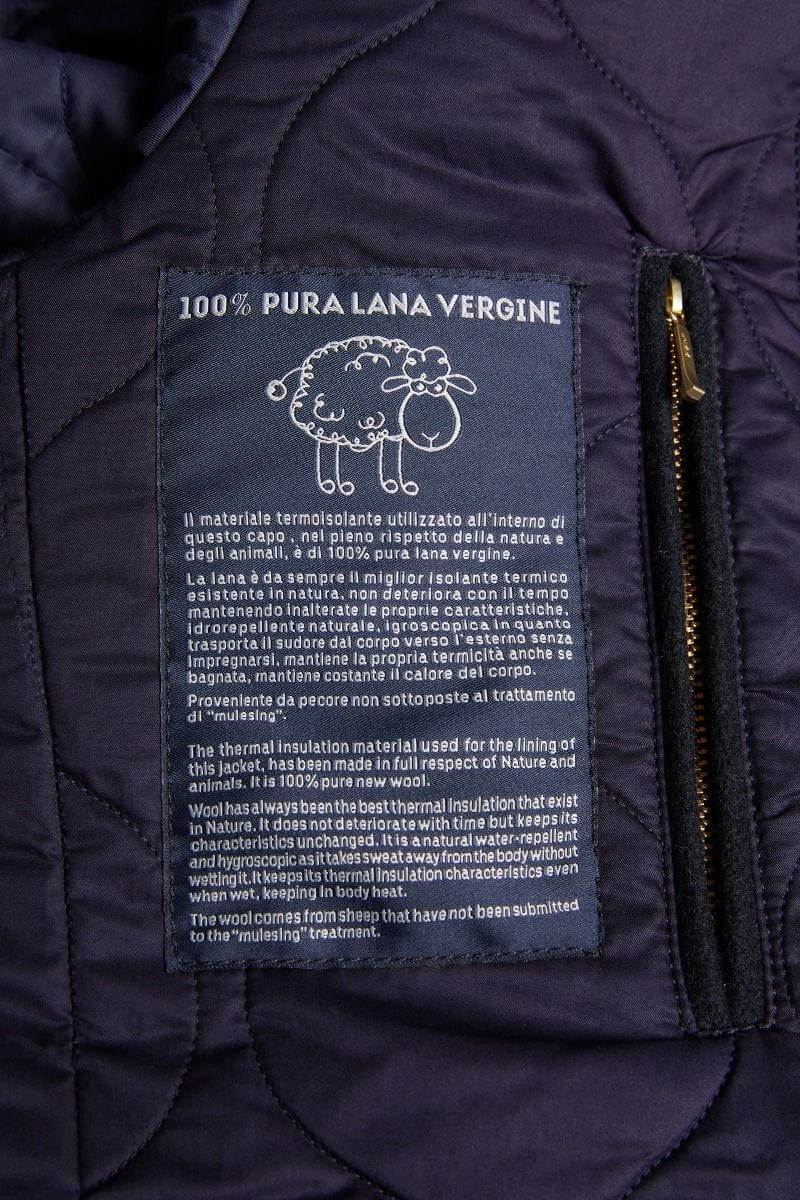 100% PURA LANA VERGINE
Il materiale termoisolante utilizzato all'interno di
questo capo , nel pieno rispetto della natura e
degli animali, è di 100% pura lana vergine.
La lana è da sempre il miglior isolante termico
esistente in natura, non deteriora con il tempo
mantenendo inalterate le proprie caratteristiche,
idrorepellente naturale, igroscopica in quanto
trasporta il sudore dal corpo verso l'esterno senza
impregnarsi, mantiene la propria termicità anche se
bagnata, mantiene costante il calore del corpo.
Proveniente da pecore non sottoposte al trattamento
di "mulesing".
The thermal insulation material used for the lining of
this jacket, has been made in full respect of Nature and
animals. It is 100% pure new wool.
Wool has always been the best thermal insulation that exist
in Nature. It does not deteriorate with time but keeps its
characteristics unchanged. It is a natural water-repellent
and hygroscopic as it takes sweat away from the body without
wetting it. It keeps its thermal insulation characteristics even
when wet, keeping in body heat.
The wool comes from sheep that have not been submitted
to the "mulesing" treatment.